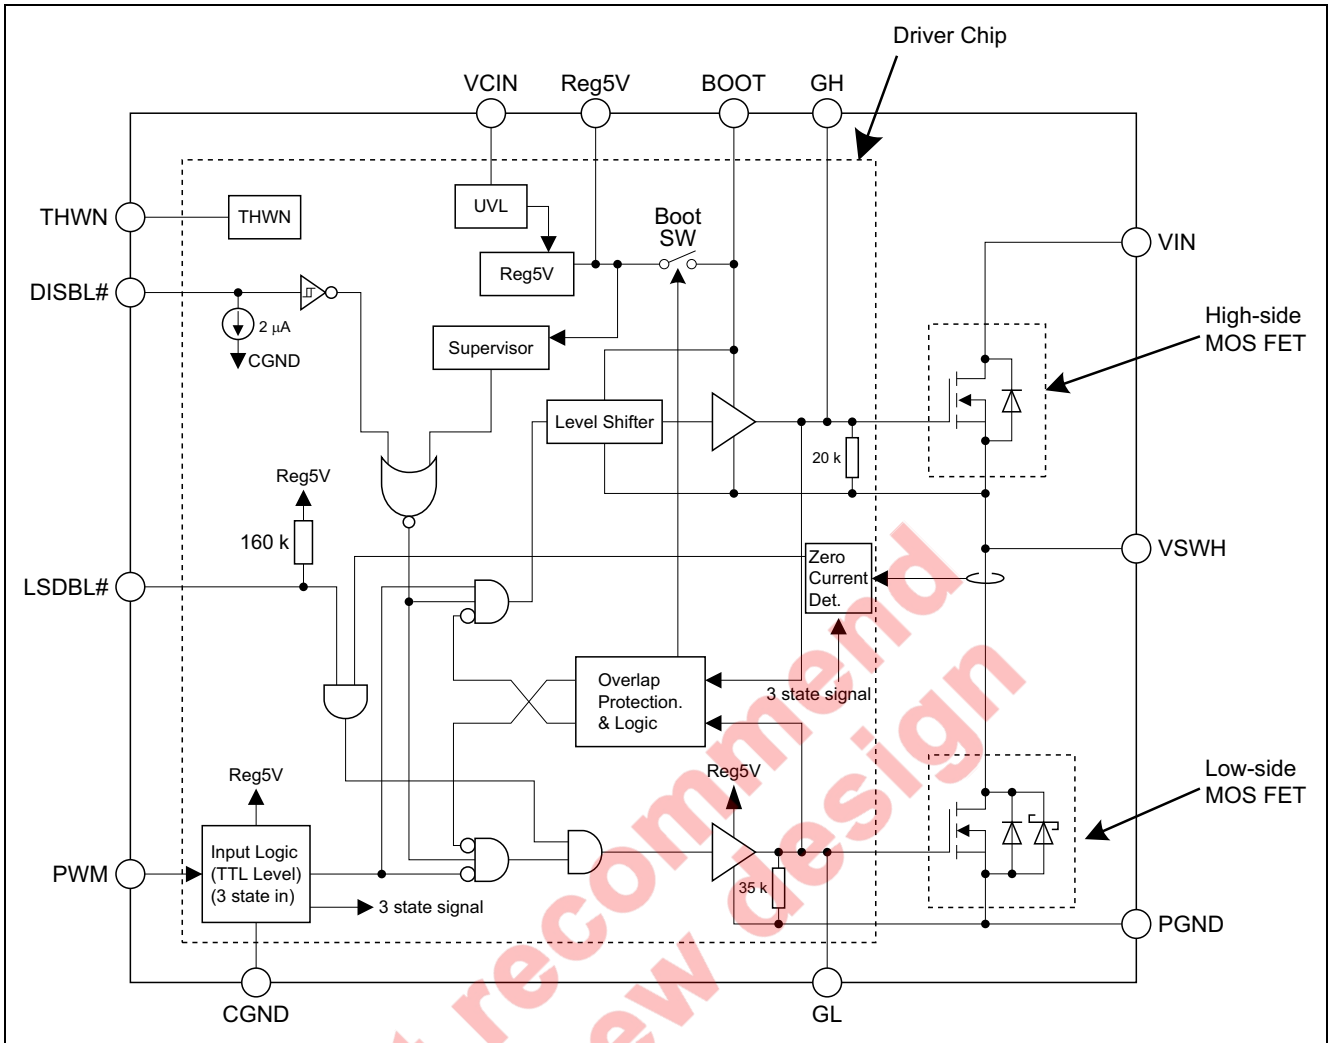 Driver Chip
VCIN
Reg5V
BOOT
GH
THWN
THWN
UVL
Boot
SW
VIN
Reg5V
DISBL#
2 µA
CGND
Supervisor
High-side
MOS FET
Level Shifter
20 k
Reg5V
160 k
Zero
Current
Det.
VSWH
LSDBL#
Overlap
Protection.
& Logic
3 state signal
Reg5V
Reg5V
Low-side
MOS FET
Input Logic
(TTL Level)
(3 state in)
PWM
35 k
3 state signal
PGND
CGND
GL
t recommend
ew design